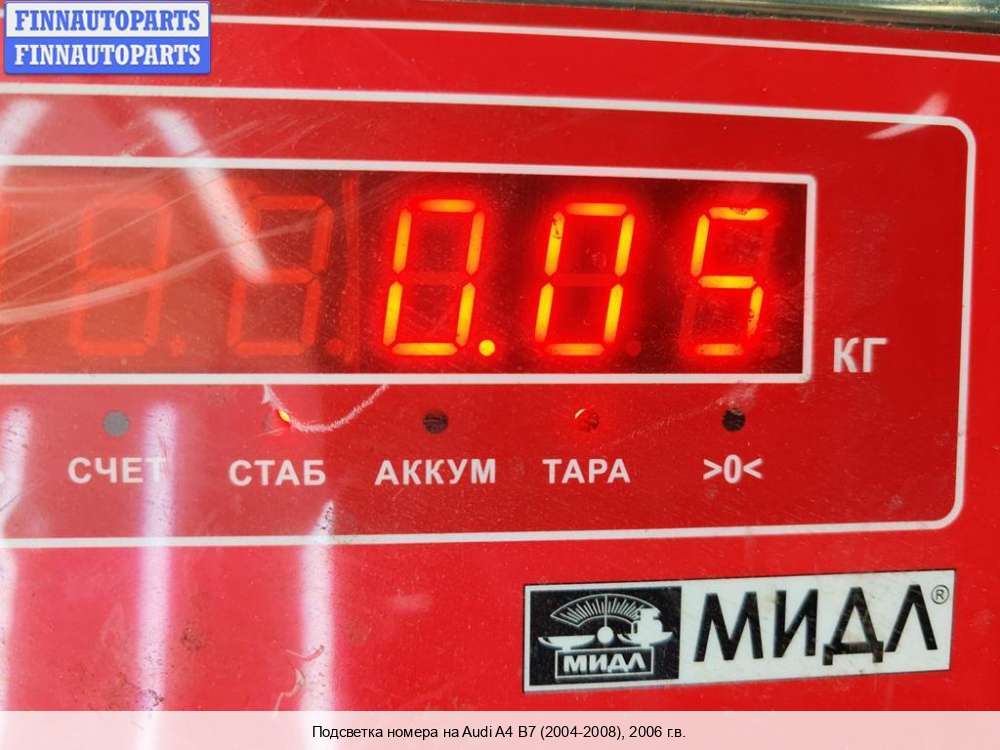 FINNAUTOPARTS
FINNAUTOPARTS
0.05
КГ
СЧЕТ СТАБ АККУМ ТАРА >0<
МИДЛ МИДЛ®
Подсветка номера на Audi A4 B7 (2004-2008), 2006 г.в.